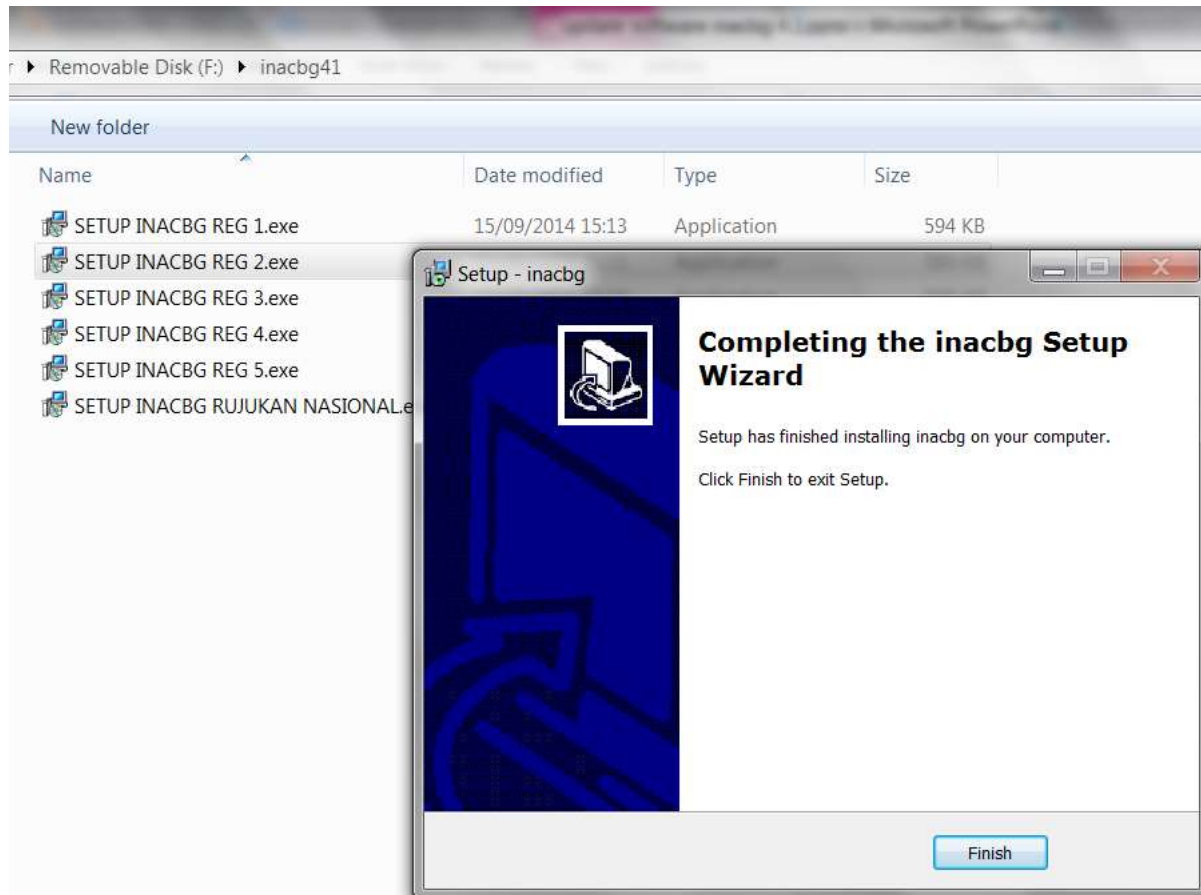 Removable Disk (F:) inacbg41
New folder
Name Date modified Type Size
SETUP INACBG REG 1.exe 15/09/2014 15:13 Application 594 KB
SETUP INACBG REG 2.exe
SETUP INACBG REG 3.exe
SETUP INACBG REG 4.exe
SETUP INACBG REG 5.exe
SETUP INACBG RUJUKAN NASIONAL.e
Setup - inacbg
Completing the inacbg Setup
Wizard
Setup has finished installing inacbg on your computer.
Click Finish to exit Setup.
Finish